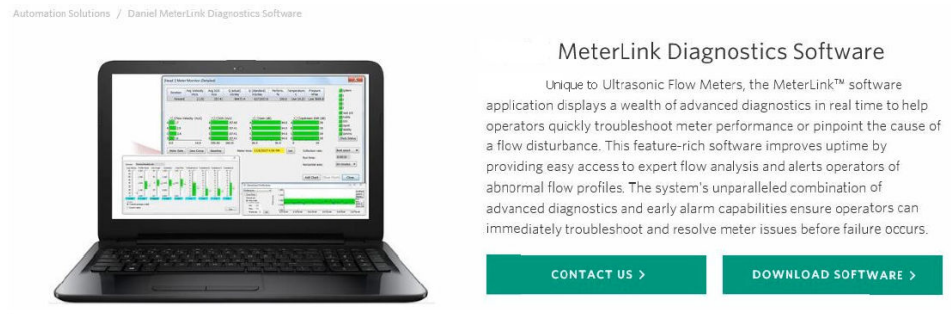 Automation Solutions / Daniel MeterLink Diagnostics Software
MeterLink Diagnostics Software
Unique to Ultrasonic Flow Meters, the MeterLink™ software
application displays a wealth of advanced diagnostics in real time to help
operators quickly troubleshoot meter performance or pinpoint the cause of
a flow disturbance. This feature-rich software improves uptime by
providing easy access to expert flow analysis and alerts operators of
abnormal flow profiles. The system's unparalleled combination of
advanced diagnostics and early alarm capabilities ensure operators can
immediately troubleshoot and resolve meter issues before failure occurs.
CONTACT US >
DOWNLOAD SOFTWARE >